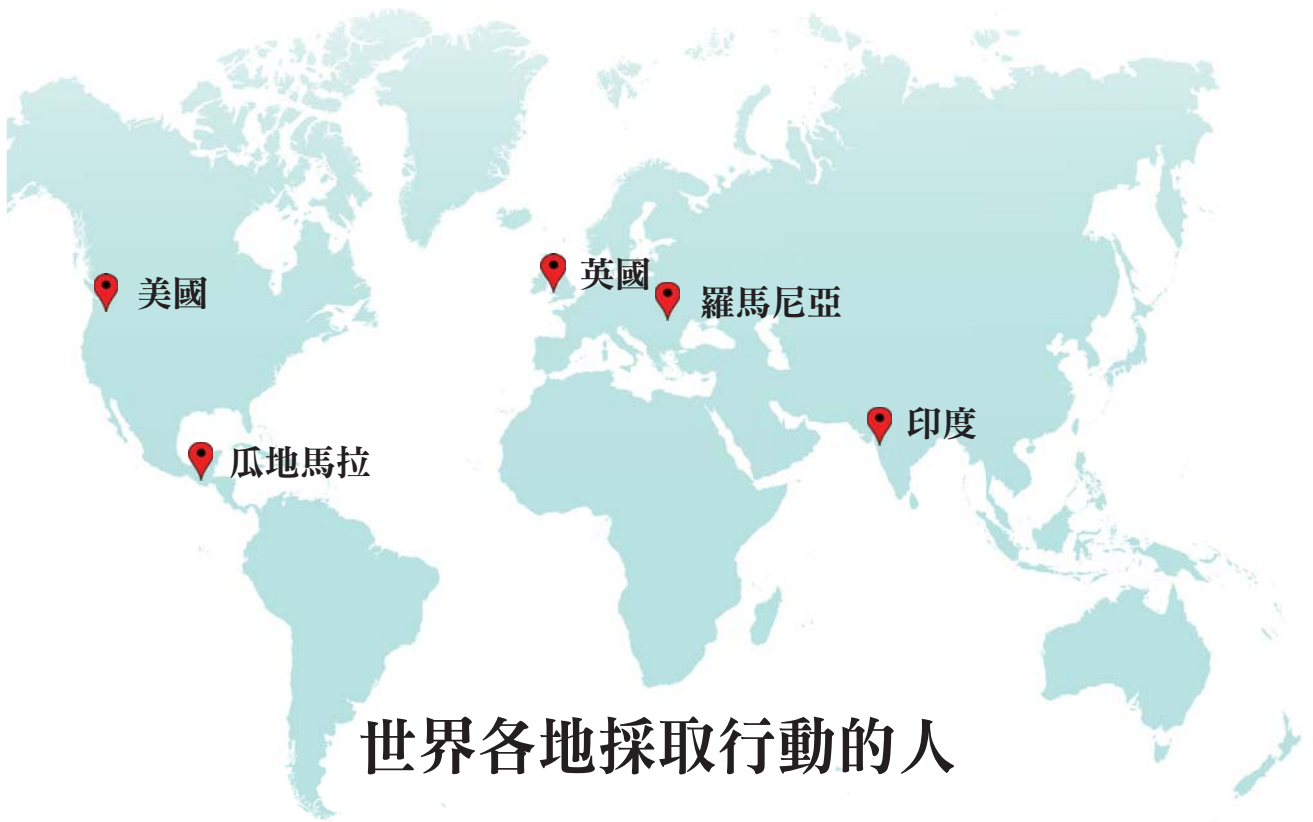 美國
英國
羅馬尼亞
印度
瓜地馬拉
世界各地採取行動的人